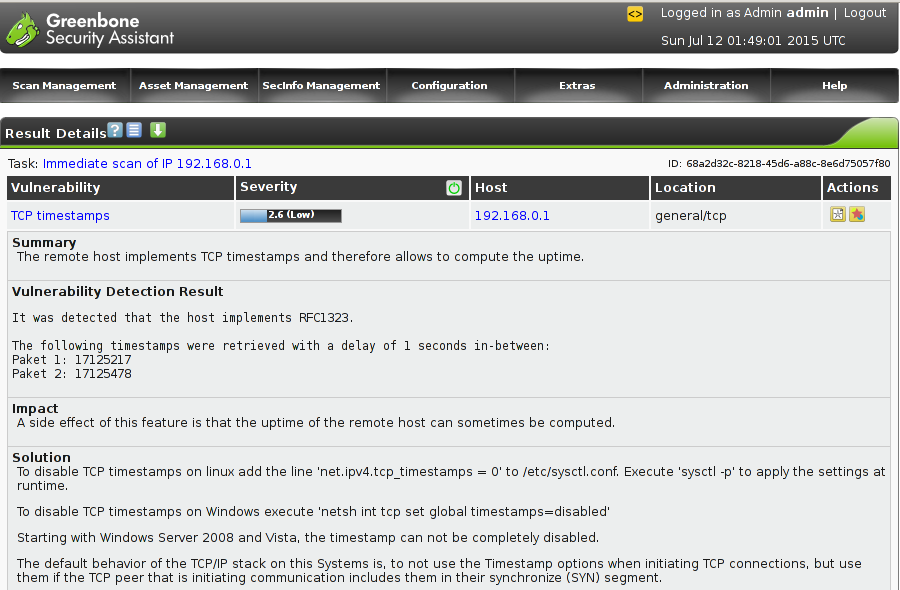 Greenbone
Security Assistant
<> Logged in as Admin admin | Logout
Sun Jul 12 01:49:01 2015 UTC
Scan Management Asset Management SecInfo Management Configuration Extras Administration Help
Result Details ?
Task: Immediate scan of IP 192.168.0.1 ID: 68a2d32c-8218-45d6-a88c-8e6d75057f80
Vulnerability Severity Host Location Actions
TCP timestamps 2.6 (Low) 192.168.0.1 general/tcp
Summary
The remote host implements TCP timestamps and therefore allows to compute the uptime.
Vulnerability Detection Result
It was detected that the host implements RFC1323.
The following timestamps were retrieved with a delay of 1 seconds in-between:
Paket 1: 17125217
Paket 2: 17125478
Impact
A side effect of this feature is that the uptime of the remote host can sometimes be computed.
Solution
To disable TCP timestamps on linux add the line 'net.ipv4.tcp_timestamps = 0' to /etc/sysctl.conf. Execute 'sysctl -p' to apply the settings at
runtime.
To disable TCP timestamps on Windows execute 'netsh int tcp set global timestamps=disabled'
Starting with Windows Server 2008 and Vista, the timestamp can not be completely disabled.
The default behavior of the TCP/IP stack on this Systems is, to not use the Timestamp options when initiating TCP connections, but use
them if the TCP peer that is initiating communication includes them in their synchronize (SYN) segment.